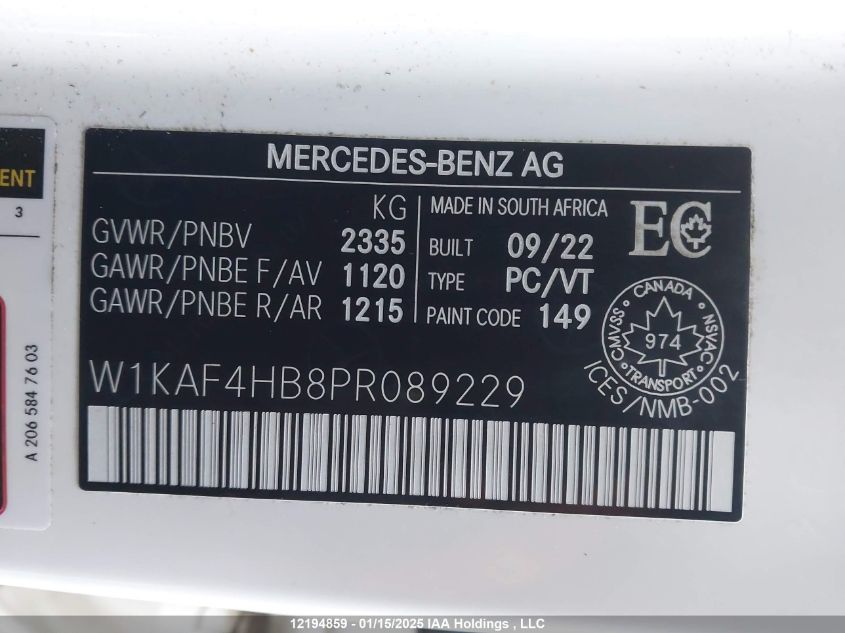 MERCEDES-BENZ AG
KG
GVWR/PNBV 2335
GAWR/PNBE F/AV 1120
GAWR/PNBE R/AR 1215
MADE IN SOUTH AFRICA
BUILT 09/22
TYPE PC/VT
PAINT CODE 149
EC
CANADA
CMVSS
974
NSVAC
TRANSPORT
ICES/NMB-002
W1KAF4HB8PR089229
ENT
3
A 206 584 76 03
12194859 - 01/15/2025 IAA Holdings , LLC